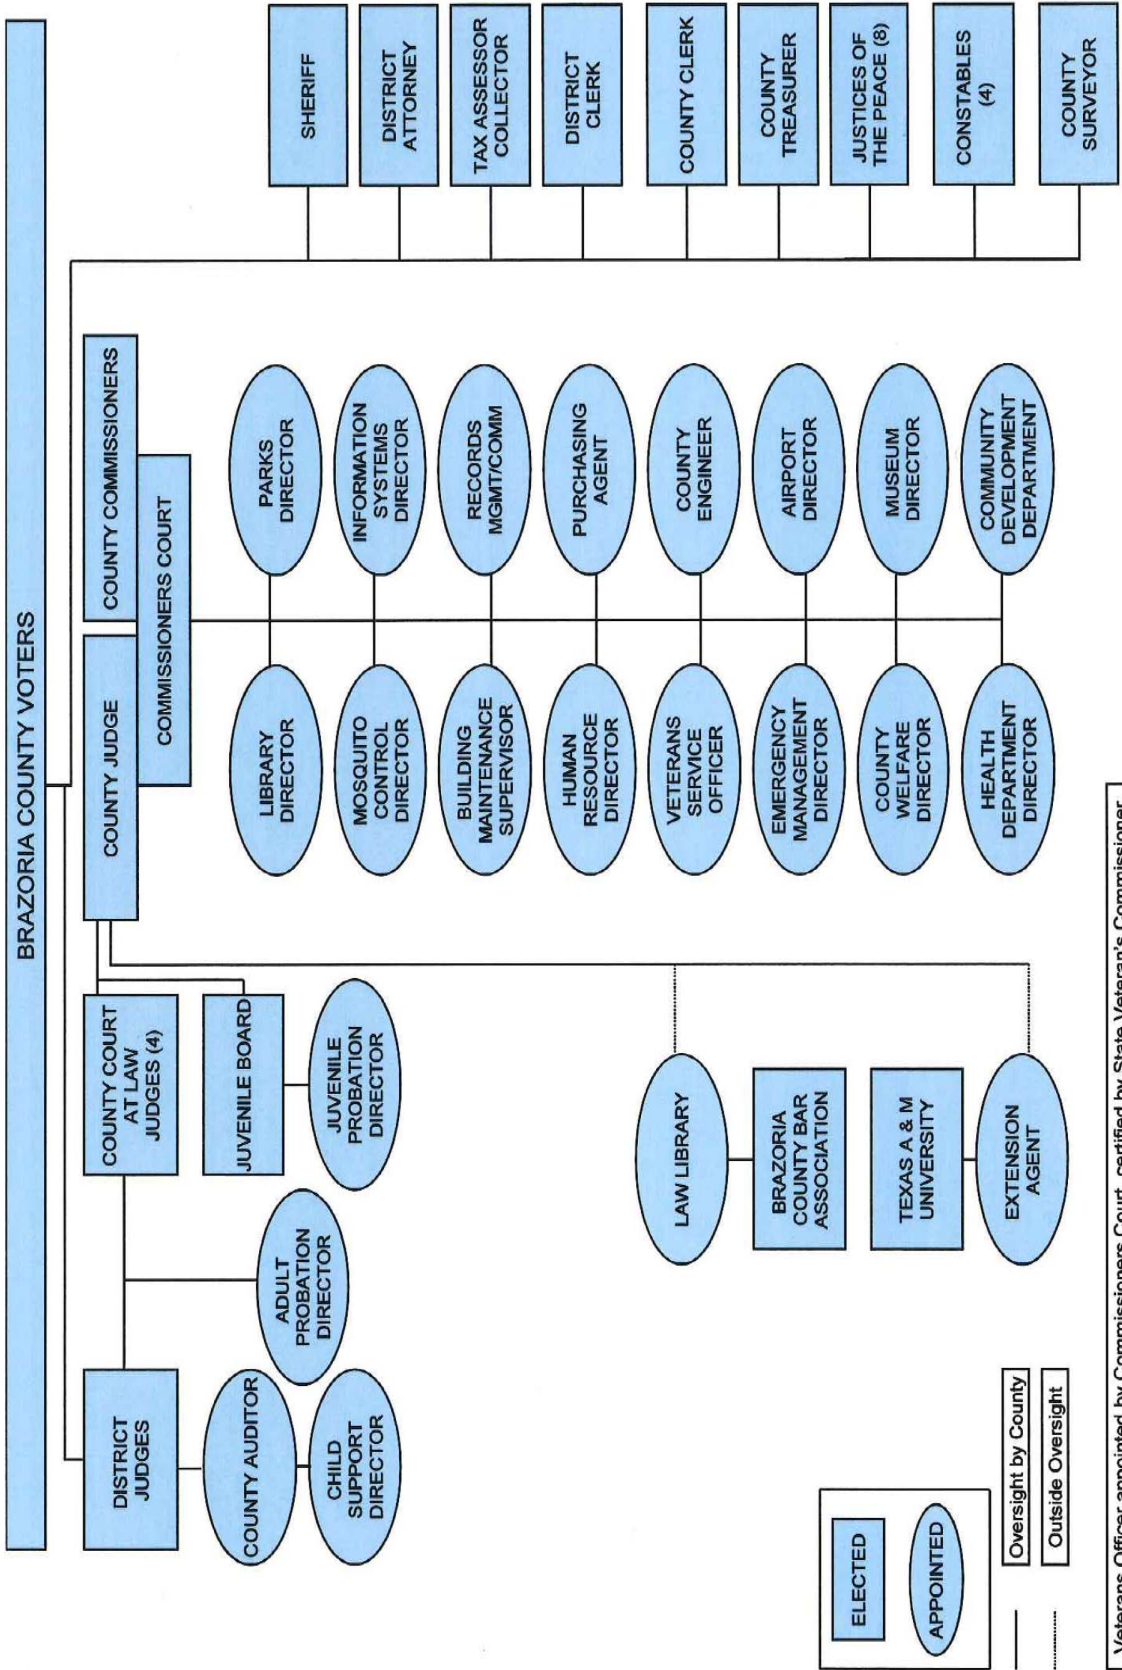 BRAZORIA COUNTY VOTERS
COUNTY JUDGE
COUNTY COMMISSIONERS
COMMISSIONERS COURT
DISTRICT
JUDGES
COUNTY AUDITOR
CHILD
SUPPORT
DIRECTOR
ADULT
PROBATION
DIRECTOR
COUNTY COURT
AT LAW
JUDGES (4)
JUVENILE BOARD
JUVENILE
PROBATION
DIRECTOR
LAW LIBRARY
BRAZORIA
COUNTY BAR
ASSOCIATION
TEXAS A & M
UNIVERSITY
EXTENSION
AGENT
LIBRARY
DIRECTOR
PARKS
DIRECTOR
MOSQUITO
CONTROL
DIRECTOR
INFORMATION
SYSTEMS
DIRECTOR
BUILDING
MAINTENANCE
SUPERVISOR
RECORDS
MGMT/COMM
HUMAN
RESOURCE
DIRECTOR
PURCHASING
AGENT
VETERANS
SERVICE
OFFICER
COUNTY
ENGINEER
EMERGENCY
MANAGEMENT
DIRECTOR
AIRPORT
DIRECTOR
COUNTY
WELFARE
DIRECTOR
MUSEUM
DIRECTOR
HEALTH
DEPARTMENT
DIRECTOR
COMMUNITY
DEVELOPMENT
DEPARTMENT
SHERIFF
DISTRICT
ATTORNEY
TAX ASSESSOR
COLLECTOR
DISTRICT
CLERK
COUNTY CLERK
COUNTY
TREASURER
JUSTICES OF
THE PEACE (8)
CONSTABLES
(4)
COUNTY
SURVEYOR
ELECTED
APPOINTED
Oversight by County
Outside Oversight
Veterans Officer appointed by Commissioners Court, certified by State Veteran's Commissioner